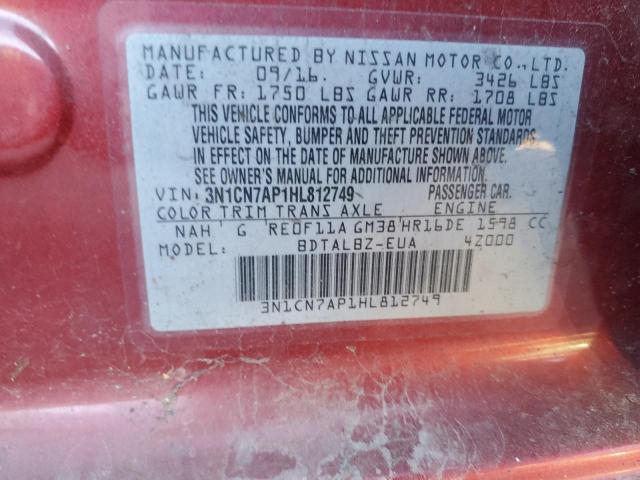 MANUFACTURED BY NISSAN MOTOR CO.,LTD.
DATE: 09/16. GVWR: 3426 LBS
GAWR FR: 1750 LBS GAWR RR: 1708 LBS
THIS VEHICLE CONFORMS TO ALL APPLICABLE FEDERAL MOTOR
VEHICLE SAFETY, BUMPER AND THEFT PREVENTION STANDARDS
IN EFFECT ON THE DATE OF MANUFACTURE SHOWN ABOVE.
SEE OWNER'S MANUAL FOR ADDITIONAL INFORMATION.
VIN: 3N1CN7AP1HL812749 PASSENGER CAR.
COLOR TRIM TRANS AXLE ENGINE
NAH G RE0F11A GM38 HR16DE 1598 CC
MODEL: BDTALBZ-EUA 4Z000
3N1CN7AP1HL812749